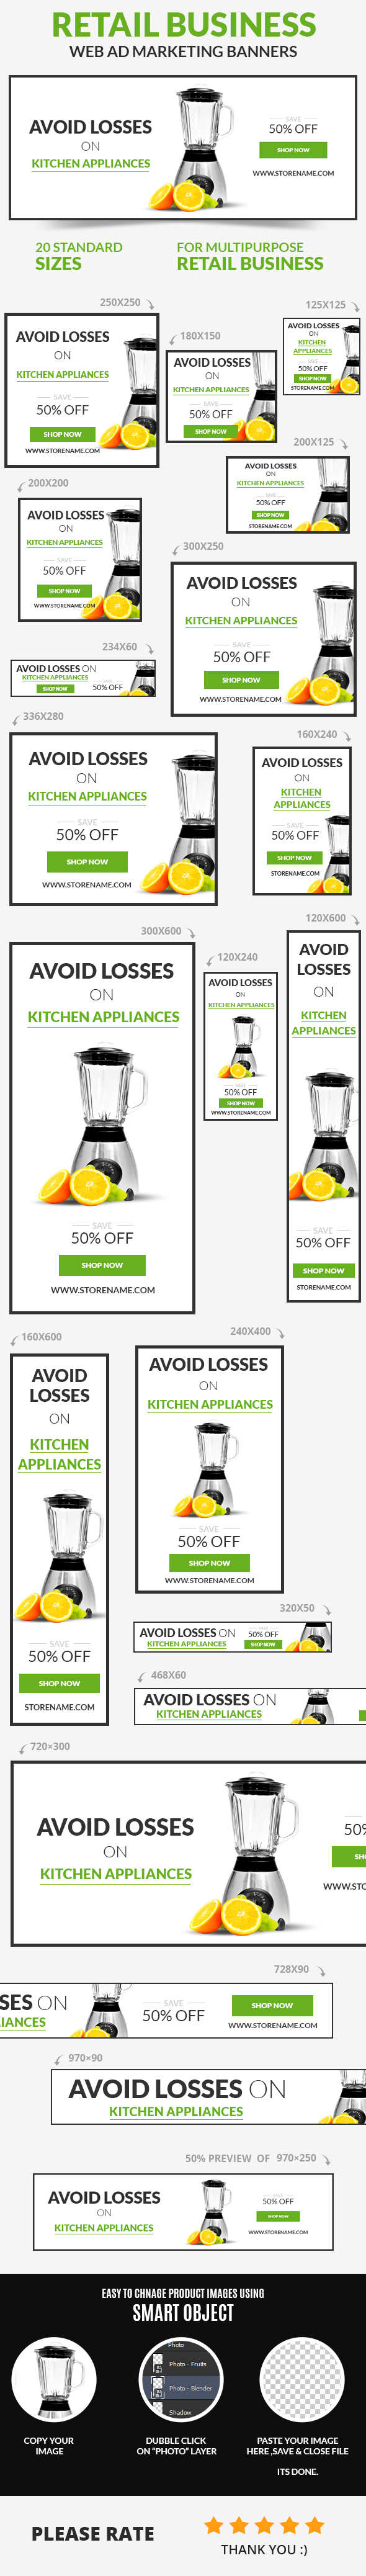 RETAIL BUSINESS
WEB AD MARKETING BANNERS
AVOID LOSSES
ON
KITCHEN APPLIANCES
SAVE
50% OFF
SHOP NOW
WWW.STORENAME.COM
20 STANDARD
SIZES
FOR MULTIPURPOSE
RETAIL BUSINESS
250X250
AVOID LOSSES
ON
KITCHEN APPLIANCES
SAVE
50% OFF
SHOP NOW
WWW.STORENAME.COM
180X150
AVOID LOSSES
ON
KITCHEN APPLIANCES
SAVE
50% OFF
SHOP NOW
125X125
AVOID LOSSES
ON
KITCHEN
APPLIANCES
SAVE
50% OFF
SHOP NOW
STORENAME.COM
200X125
AVOID LOSSES
ON
KITCHEN APPLIANCES
SAVE
50% OFF
SHOP NOW
STORENAME.COM
200X200
AVOID LOSSES
ON
KITCHEN APPLIANCES
SAVE
50% OFF
SHOP NOW
WWW.STORENAME.COM
300X250
AVOID LOSSES
ON
KITCHEN APPLIANCES
SAVE
50% OFF
SHOP NOW
WWW.STORENAME.COM
234X60
AVOID LOSSES ON
KITCHEN APPLIANCES
SHOP NOW
SAVE
50% OFF
336X280
AVOID LOSSES
ON
KITCHEN APPLIANCES
SAVE
50% OFF
SHOP NOW
WWW.STORENAME.COM
160X240
AVOID LOSSES
ON
KITCHEN
APPLIANCES
SAVE
50% OFF
SHOP NOW
STORENAME.COM
300X600
AVOID LOSSES
ON
KITCHEN APPLIANCES
SAVE
50% OFF
SHOP NOW
WWW.STORENAME.COM
120X240
AVOID LOSSES
ON
KITCHEN APPLIANCES
SAVE
50% OFF
SHOP NOW
WWW.STORENAME.COM
120X600
AVOID
LOSSES
ON
KITCHEN
APPLIANCES
SAVE
50% OFF
SHOP NOW
STORENAME.COM
160X600
AVOID
LOSSES
ON
KITCHEN
APPLIANCES
SAVE
50% OFF
SHOP NOW
STORENAME.COM
240X400
AVOID LOSSES
ON
KITCHEN APPLIANCES
SAVE
50% OFF
SHOP NOW
WWW.STORENAME.COM
320X50
AVOID LOSSES ON
KITCHEN APPLIANCES
SAVE
50% OFF
SHOP NOW
468X60
AVOID LOSSES ON
KITCHEN APPLIANCES
720×300
AVOID LOSSES
ON
KITCHEN APPLIANCES
50%
SH
WWW.STO
728X90
SES ON
IANCES
SAVE
50% OFF
SHOP NOW
WWW.STORENAME.COM
970×90
AVOID LOSSES ON
KITCHEN APPLIANCES
50% PREVIEW OF 970×250
AVOID LOSSES
ON
KITCHEN APPLIANCES
SAVE
50% OFF
SHOP NOW
WWW.STORENAME.COM
EASY TO CHNAGE PRODUCT IMAGES USING
SMART OBJECT
Photo
Photo - Fruits
Photo - Blender
Shadow
COPY YOUR
IMAGE
DUBBLE CLICK
ON "PHOTO" LAYER
PASTE YOUR IMAGE
HERE ,SAVE & CLOSE FILE
ITS DONE.
PLEASE RATE
THANK YOU :)